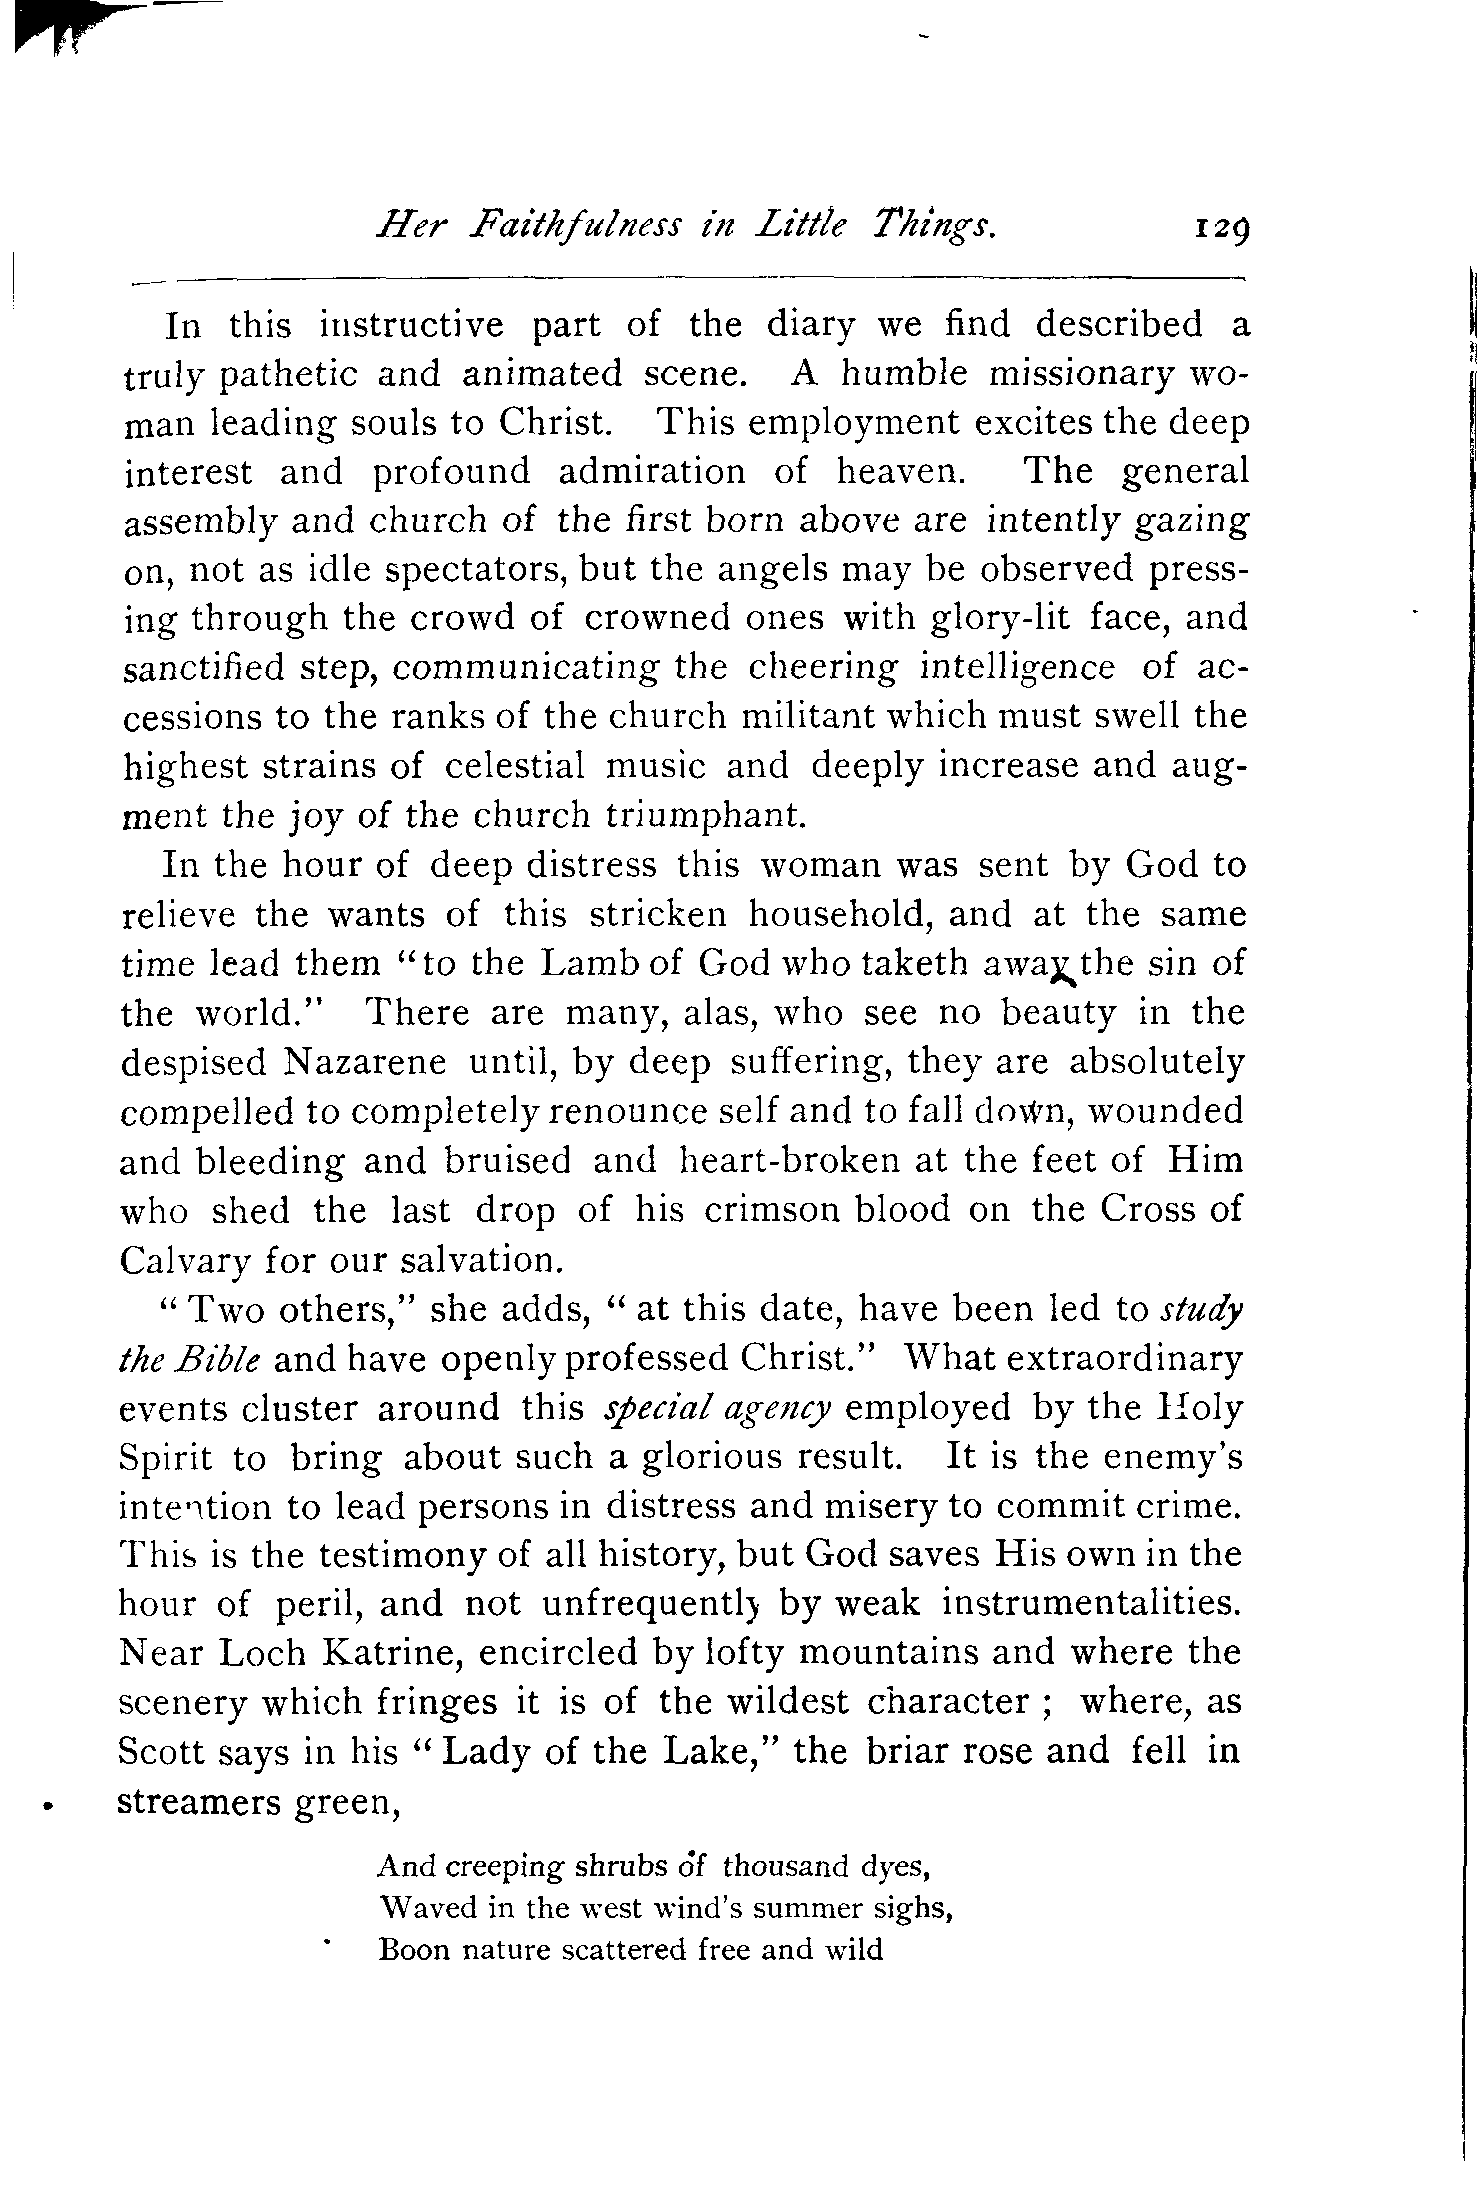 Her Faithfulness in Little Things. 129
In this instructive part of the diary we find described a
truly pathetic and animated scene. A humble missionary wo-
man leading souls to Christ. This employment excites the deep
interest and profound admiration of heaven. The general
assembly and church of the first born above are intently gazing
on, not as idle spectators, but the angels may be observed press-
ing through the crowd of crowned ones with glory-lit face, and
sanctified step, communicating the cheering intelligence of ac-
cessions to the ranks of the church militant which must swell the
highest strains of celestial music and deeply increase and aug-
ment the joy of the church triumphant.
In the hour of deep distress this woman was sent by God to
relieve the wants of this stricken household, and at the same
time lead them “to the Lamb of God who taketh away the sin of
the world.” There are many, alas, who see no beauty in the
despised Nazarene until, by deep suffering, they are absolutely
compelled to completely renounce self and to fall down, wounded
and bleeding and bruised and heart-broken at the feet of Him
who shed the last drop of his crimson blood on the Cross of
Calvary for our salvation.
“ Two others,” she adds, “ at this date, have been led to study
the Bible and have openly professed Christ.” What extraordinary
events cluster around this special agency employed by the Holy
Spirit to bring about such a glorious result. It is the enemy’s
intention to lead persons in distress and misery to commit crime.
This is the testimony of all history, but God saves His own in the
hour of peril, and not unfrequently by weak instrumentalities.
Near Loch Katrine, encircled by lofty mountains and where the
scenery which fringes it is of the wildest character ; where, as
Scott says in his “ Lady of the Lake,” the briar rose and fell in
streamers green,
And creeping shrubs of thousand dyes,
Waved in the west wind’s summer sighs,
Boon nature scattered free and wild